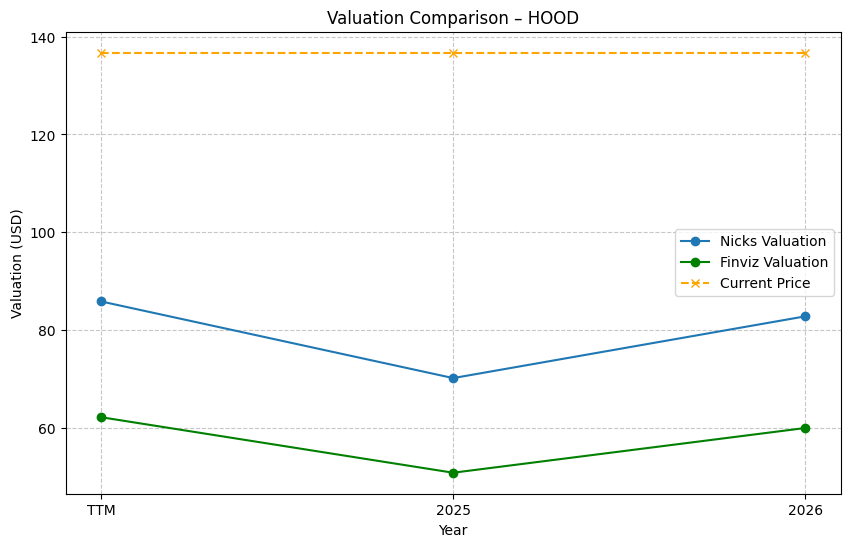 Valuation Comparison – HOOD
140
120
100
80
60
Valuation (USD)
Nicks Valuation
Finviz Valuation
Current Price
TTM
2025
2026
Year